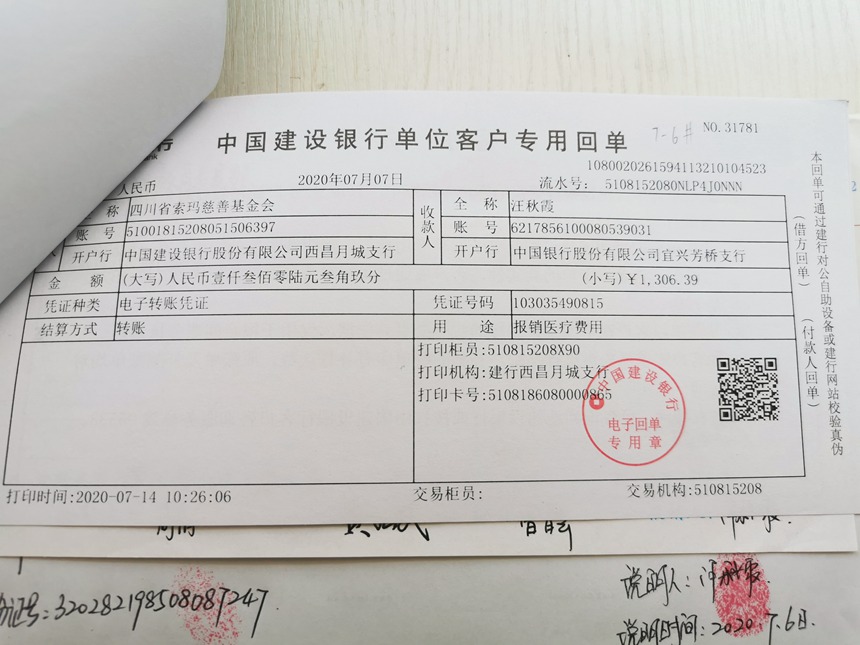 行 中国建设银行单位客户专用回单 7-6# NO.31781
1080020261594113210104523
人民币 2020年07月07日 流水号: 5108152080NLP4J0NNN
称 四川省索玛慈善基金会 收款人 全 称 汪秋霞
账 号 51001815208051506397 账 号 6217856100080539031
人 开户行 中国建设银行股份有限公司西昌月城支行 开户行 中国银行股份有限公司宜兴芳桥支行
金 额 (大写)人民币壹仟叁佰零陆元叁角玖分 (小写)¥1,306.39
凭证种类 电子转账凭证 凭证号码 103035490815
结算方式 转账 用 途 报销医疗费用
打印柜员:510815208X90
打印机构:建行西昌月城支行
打印卡号:5108186080000865
中国建设银行
电子回单
专用章
打印时间:2020-07-14 10:26:06 交易柜员: 交易机构:510815208
本回单可通过建行对公自助设备或建行网站校验真伪
(借方回单)
(付款人回单)
证号:320282198508087247
说明人:
说明时间:2020.7.6日.